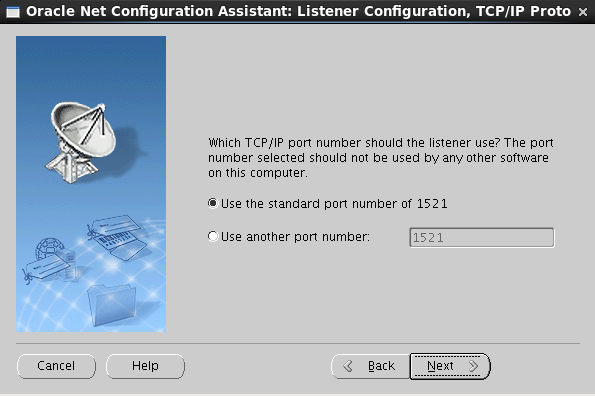 Oracle Net Configuration Assistant: Listener Configuration, TCP/IP Proto
Which TCP/IP port number should the listener use? The port
number selected should not be used by any other software
on this computer.
Use the standard port number of 1521
Use another port number:
1521
Cancel
Help
Back
Next